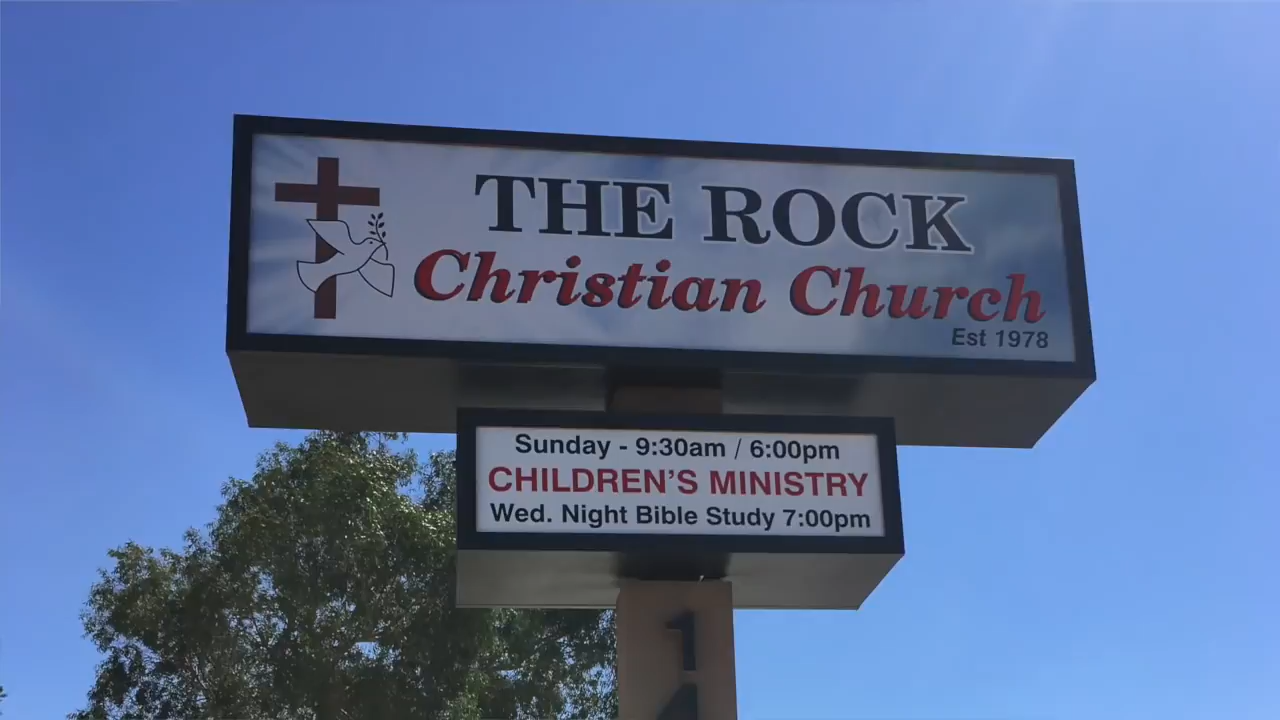 THE ROCK
Christian Church
Est 1978
Sunday - 9:30am / 6:00pm
CHILDREN'S MINISTRY
Wed. Night Bible Study 7:00pm
1